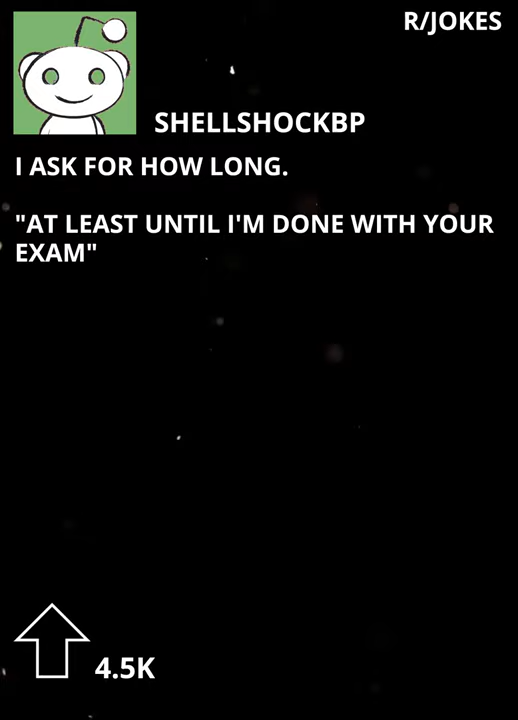 R/JOKES
SHELLSHOCKBP
I ASK FOR HOW LONG.
"AT LEAST UNTIL I'M DONE WITH YOUR
EXAM"
4.5K